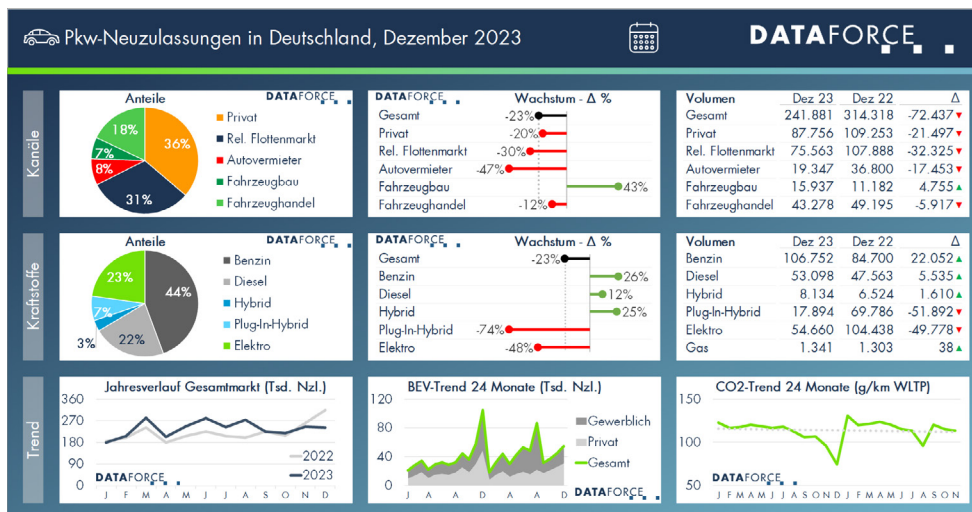 Pkw-Neuzulassungen in Deutschland, Dezember 2023
DATAFORCE
Kanäle
Anteile DATAFORCE
18%
36%
7%
8%
31%
Privat
Rel. Flottenmarkt
Autovermieter
Fahrzeugbau
Fahrzeughandel
DATAFORCE Wachstum - Δ %
Gesamt -23%
Privat -20%
Rel. Flottenmarkt -30%
Autovermieter -47%
Fahrzeugbau 43%
Fahrzeughandel -12%
Volumen Dez 23 Dez 22 Δ
Gesamt 241.881 314.318 -72.437
Privat 87.756 109.253 -21.497
Rel. Flottenmarkt 75.563 107.888 -32.325
Autovermieter 19.347 36.800 -17.453
Fahrzeugbau 15.937 11.182 4.755
Fahrzeughandel 43.278 49.195 -5.917
Kraftstoffe
Anteile DATAFORCE
23%
44%
7%
3%
22%
Benzin
Diesel
Hybrid
Plug-In-Hybrid
Elektro
DATAFORCE Wachstum - Δ %
Gesamt -23%
Benzin 26%
Diesel 12%
Hybrid 25%
Plug-In-Hybrid -74%
Elektro -48%
Volumen Dez 23 Dez 22 Δ
Benzin 106.752 84.700 22.052
Diesel 53.098 47.563 5.535
Hybrid 8.134 6.524 1.610
Plug-In-Hybrid 17.894 69.786 -51.892
Elektro 54.660 104.438 -49.778
Gas 1.341 1.303 38
Trend
Jahresverlauf Gesamtmarkt (Tsd. Nzl.)
360
270
180
90
0
2022
2023
DATAFORCE
J F M A M J J A S O N D
BEV-Trend 24 Monate (Tsd. Nzl.)
120
80
40
0
Gewerblich
Privat
Gesamt
J A A D A A D
DATAFORCE
CO2-Trend 24 Monate (g/km WLTP)
150
100
50
DATAFORCE
J F M A M J J A S O N D J F M A M J J A S O N